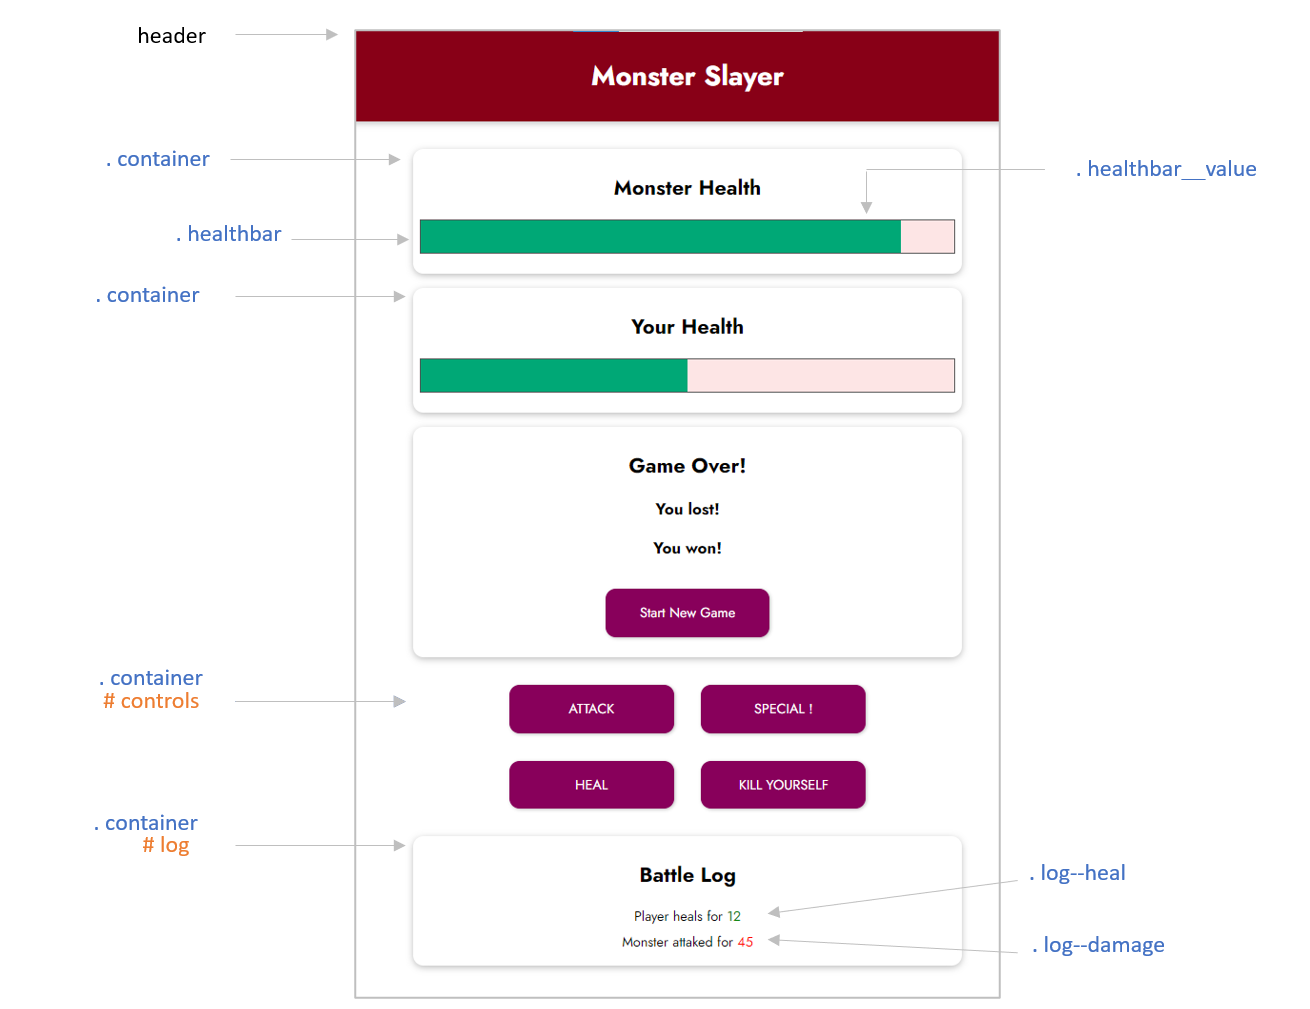 header
Monster Slayer
. container
Monster Health
. healthbar__value
. healthbar
. container
Your Health
Game Over!
You lost!
You won!
Start New Game
. container
# controls
ATTACK
SPECIAL !
HEAL
KILL YOURSELF
. container
# log
Battle Log
. log--heal
Player heals for 12
Monster attaked for 45
. log--damage